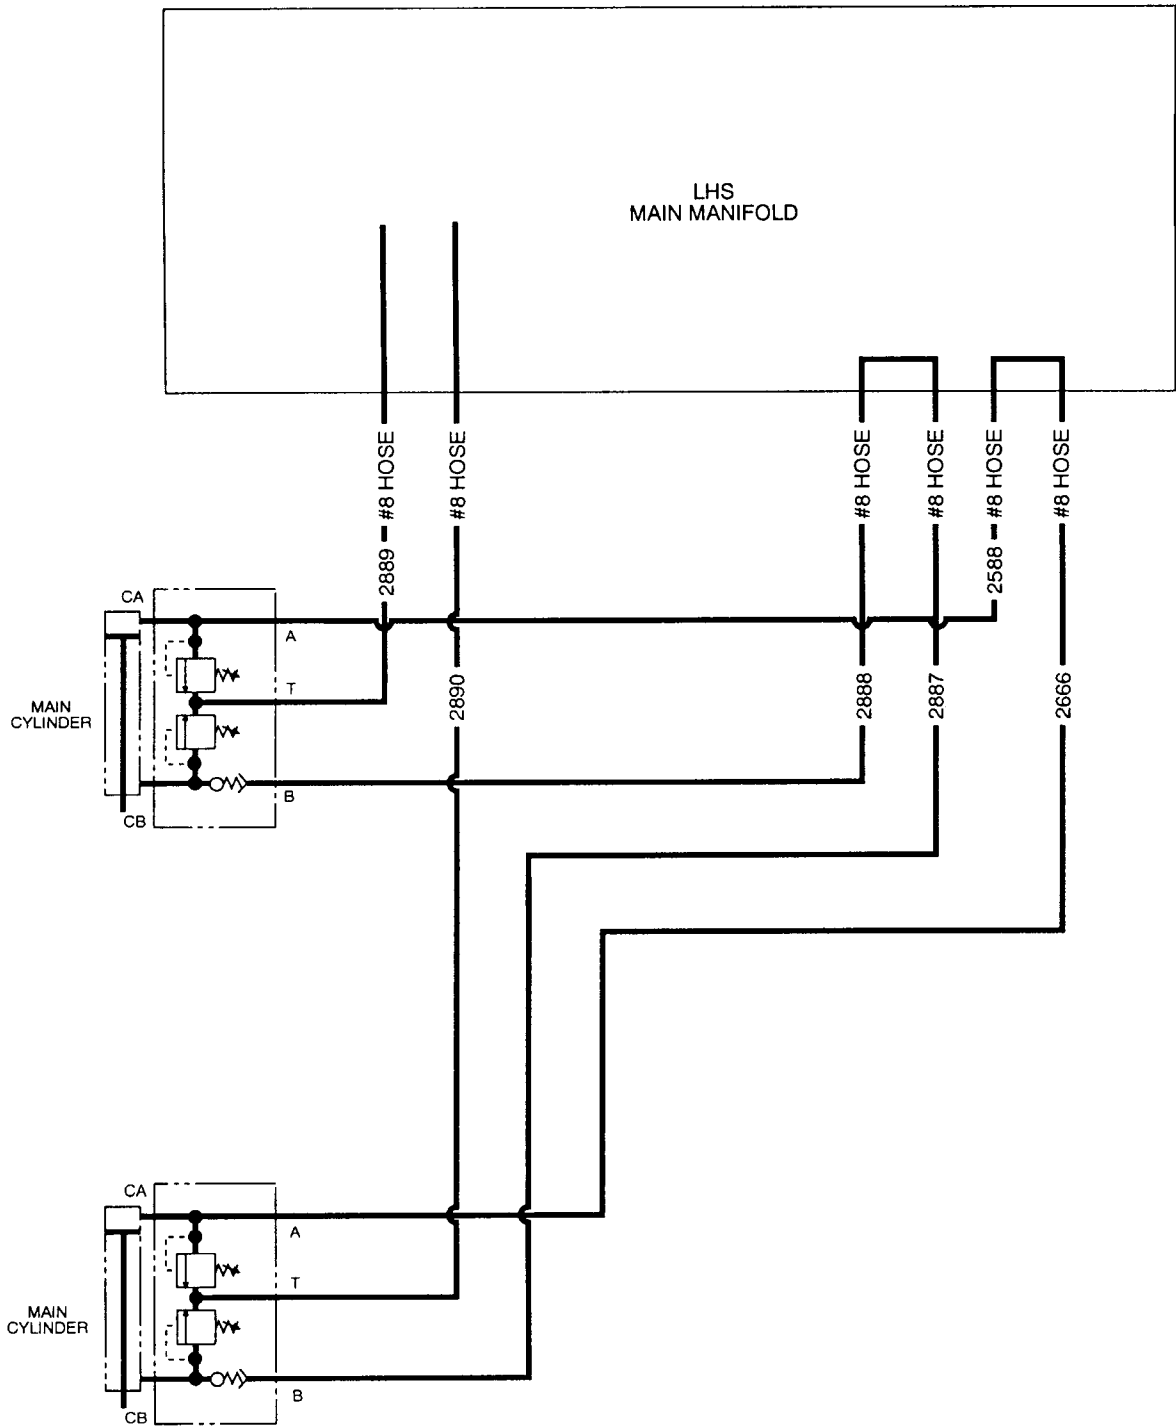 LHS
MAIN MANIFOLD
#8 HOSE
#8 HOSE
#8 HOSE
#8 HOSE
#8 HOSE
#8 HOSE
2889
2588
CA
A
T
2890
2888
2887
2666
MAIN
CYLINDER
B
CB
CA
A
T
MAIN
CYLINDER
B
CB